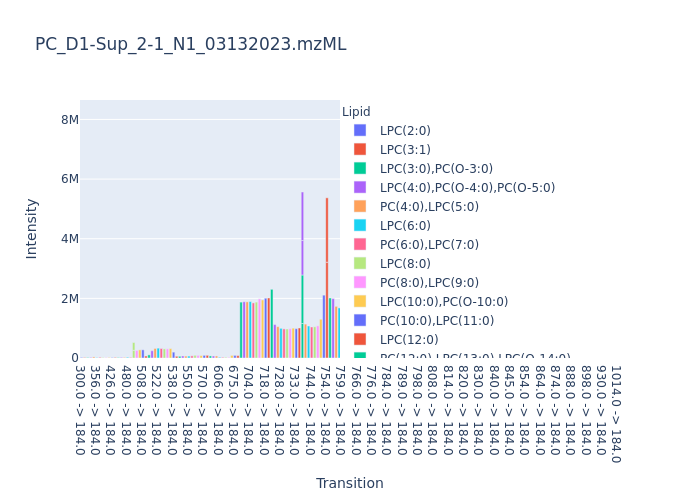 PC_D1-Sup_2-1_N1_03132023.mzML
Lipid
LPC(2:0)
LPC(3:1)
LPC(3:0),PC(O-3:0)
LPC(4:0),PC(O-4:0),PC(O-5:0)
PC(4:0),LPC(5:0)
LPC(6:0)
PC(6:0),LPC(7:0)
LPC(8:0)
PC(8:0),LPC(9:0)
LPC(10:0),PC(O-10:0)
PC(10:0),LPC(11:0)
LPC(12:0)
PC(12:0),LPC(13:0),LPC(O-14:0)
8M
6M
4M
2M
0
Intensity
300.0 -> 184.0
356.0 -> 184.0
426.0 -> 184.0
480.0 -> 184.0
508.0 -> 184.0
522.0 -> 184.0
538.0 -> 184.0
550.0 -> 184.0
570.0 -> 184.0
606.0 -> 184.0
675.0 -> 184.0
704.0 -> 184.0
718.0 -> 184.0
728.0 -> 184.0
733.0 -> 184.0
744.0 -> 184.0
754.0 -> 184.0
759.0 -> 184.0
766.0 -> 184.0
776.0 -> 184.0
784.0 -> 184.0
789.0 -> 184.0
802.0 -> 184.0
808.0 -> 184.0
814.0 -> 184.0
820.0 -> 184.0
830.0 -> 184.0
840.0 -> 184.0
845.0 -> 184.0
854.0 -> 184.0
864.0 -> 184.0
874.0 -> 184.0
888.0 -> 184.0
898.0 -> 184.0
930.0 -> 184.0
1014.0 -> 184.0
Transition